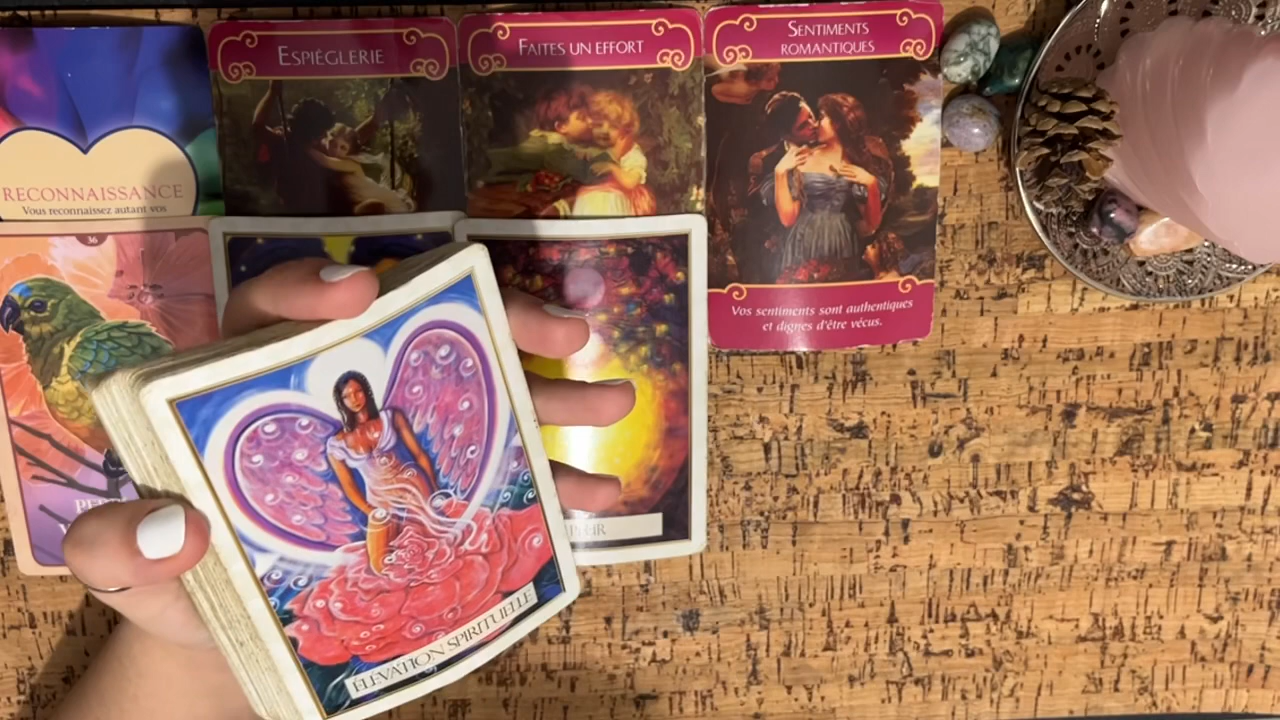 ESPIÈGLERIE
FAITES UN EFFORT
SENTIMENTS
ROMANTIQUES
RECONNAISSANCE
Vous reconnaissez autant vos
36
Vos sentiments sont authentiques
et dignes d'être vécus.
ÉLÉVATION SPIRITUELLE